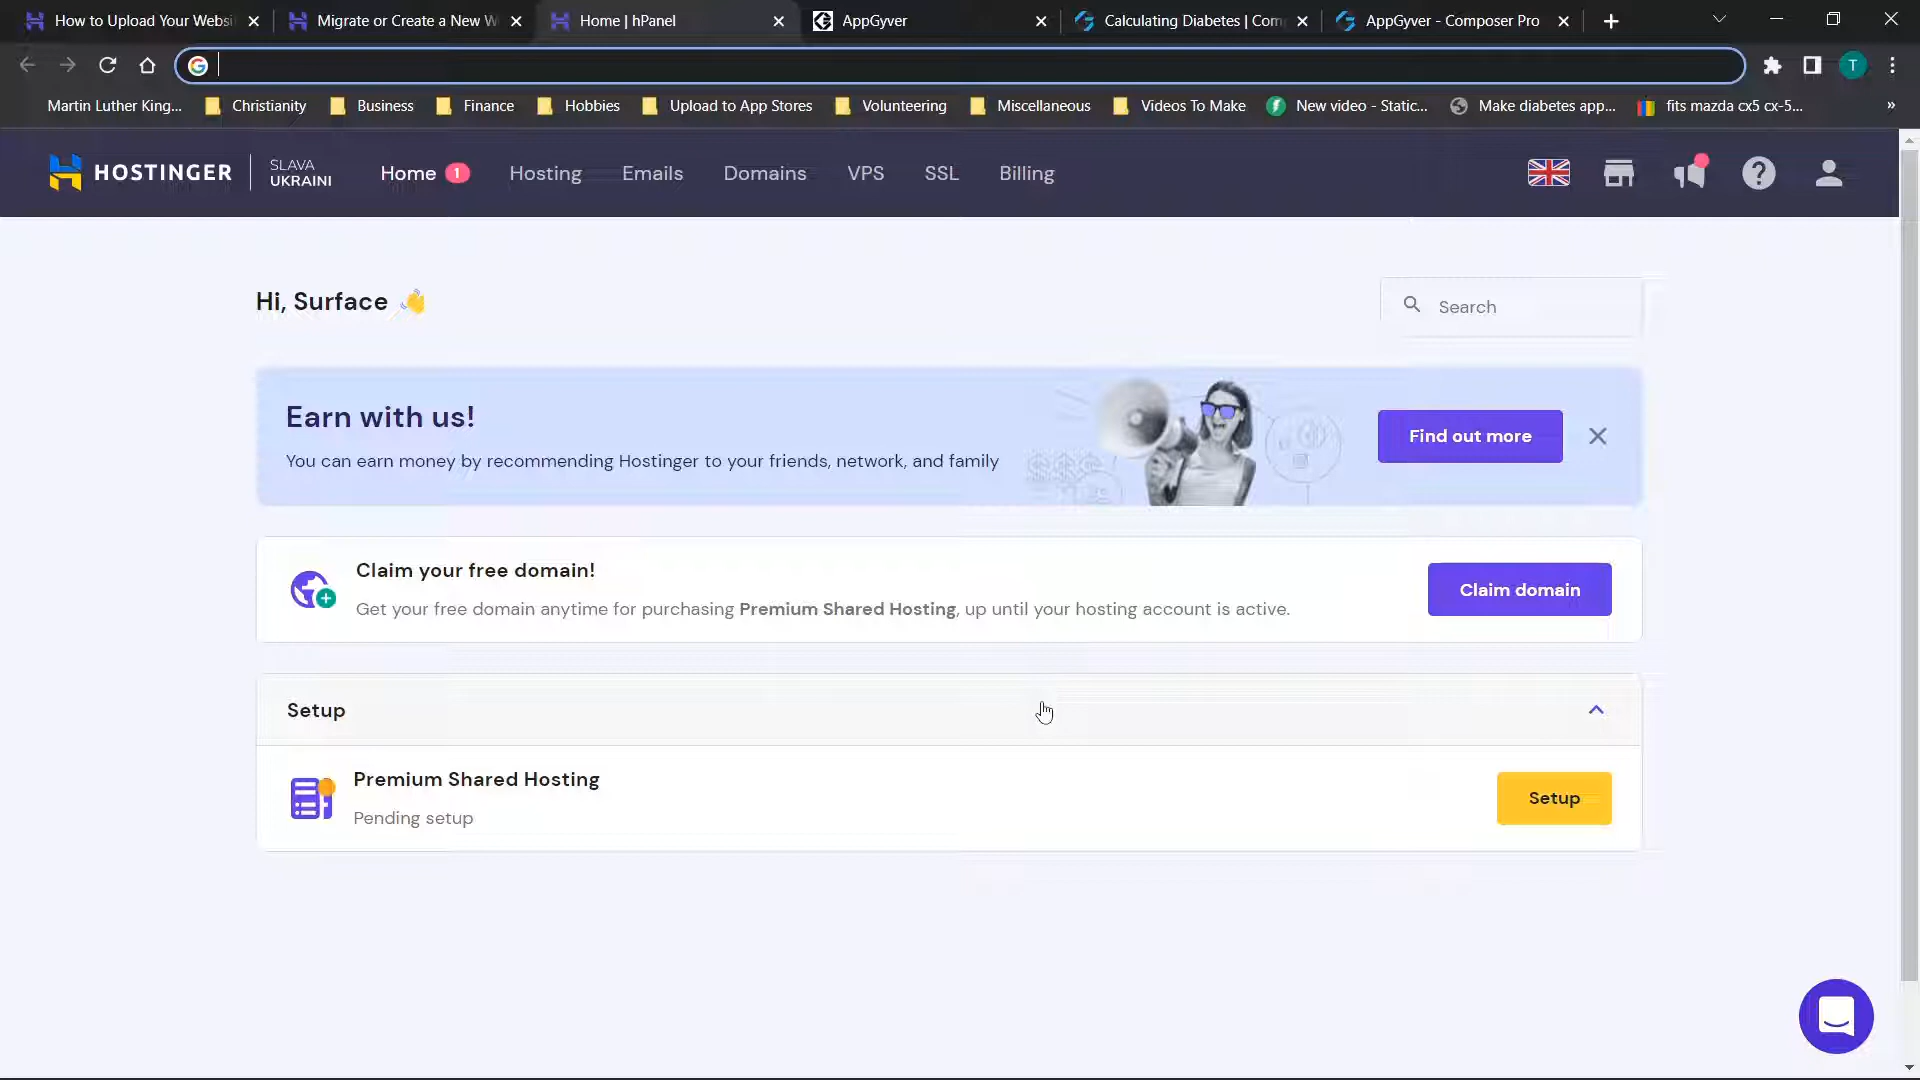 How to Upload Your Websi
Migrate or Create a New W
Home | hPanel
AppGyver
Calculating Diabetes | Com
AppGyver - Composer Pro
T
Martin Luther King...
Christianity
Business
Finance
Hobbies
Upload to App Stores
Volunteering
Miscellaneous
Videos To Make
New video - Static...
Make diabetes app...
fits mazda cx5 cx-5...
»
HOSTINGER
SLAVA
UKRAINI
Home 1
Hosting
Emails
Domains
VPS
SSL
Billing
Hi, Surface
Search
Earn with us!
You can earn money by recommending Hostinger to your friends, network, and family
Find out more
Claim your free domain!
Get your free domain anytime for purchasing Premium Shared Hosting, up until your hosting account is active.
Claim domain
Setup
Premium Shared Hosting
Pending setup
Setup